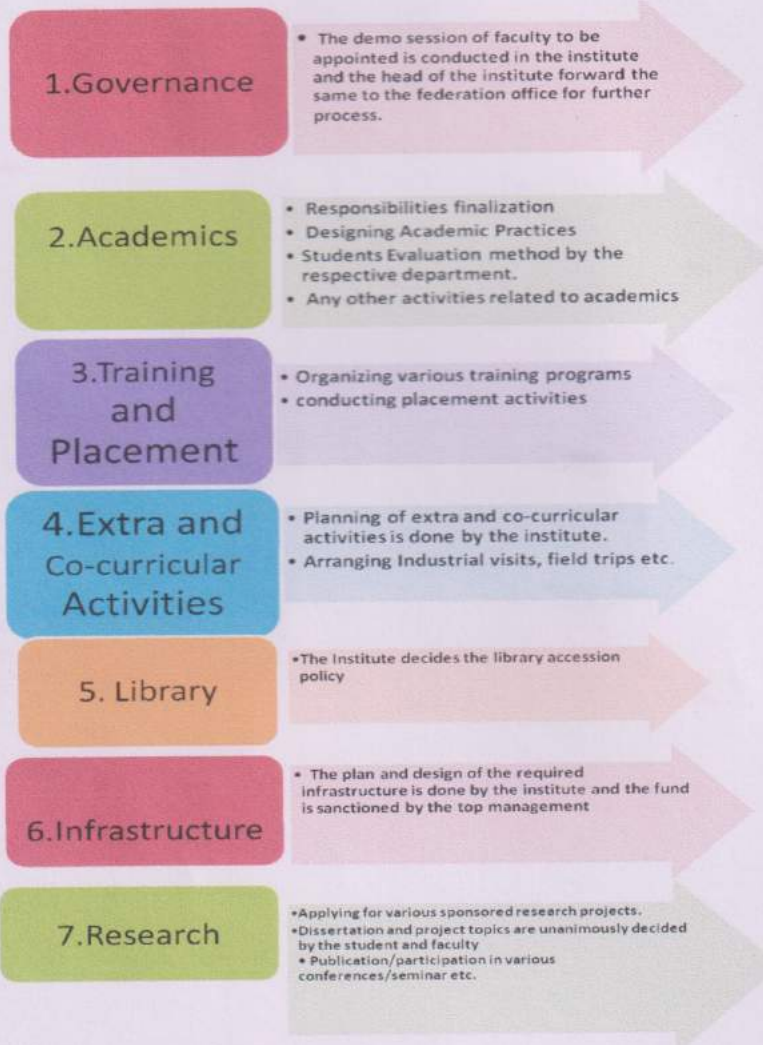 1.Governance
• The demo session of faculty to be
appointed is conducted in the institute
and the head of the institute forward the
same to the federation office for further
process.
2.Academics
• Responsibilities finalization
• Designing Academic Practices
• Students Evaluation method by the
respective department.
• Any other activities related to academics
3.Training
and
Placement
• Organizing various training programs
• conducting placement activities
4.Extra and
Co-curricular
Activities
• Planning of extra and co-curricular
activities is done by the institute.
• Arranging Industrial visits, field trips etc.
5. Library
•The Institute decides the library accession
policy
6.Infrastructure
• The plan and design of the required
infrastructure is done by the institute and the fund
is sanctioned by the top management
7.Research
•Applying for various sponsored research projects.
•Dissertation and project topics are unanimously decided
by the student and faculty
• Publication/participation in various
conferences/seminar etc.